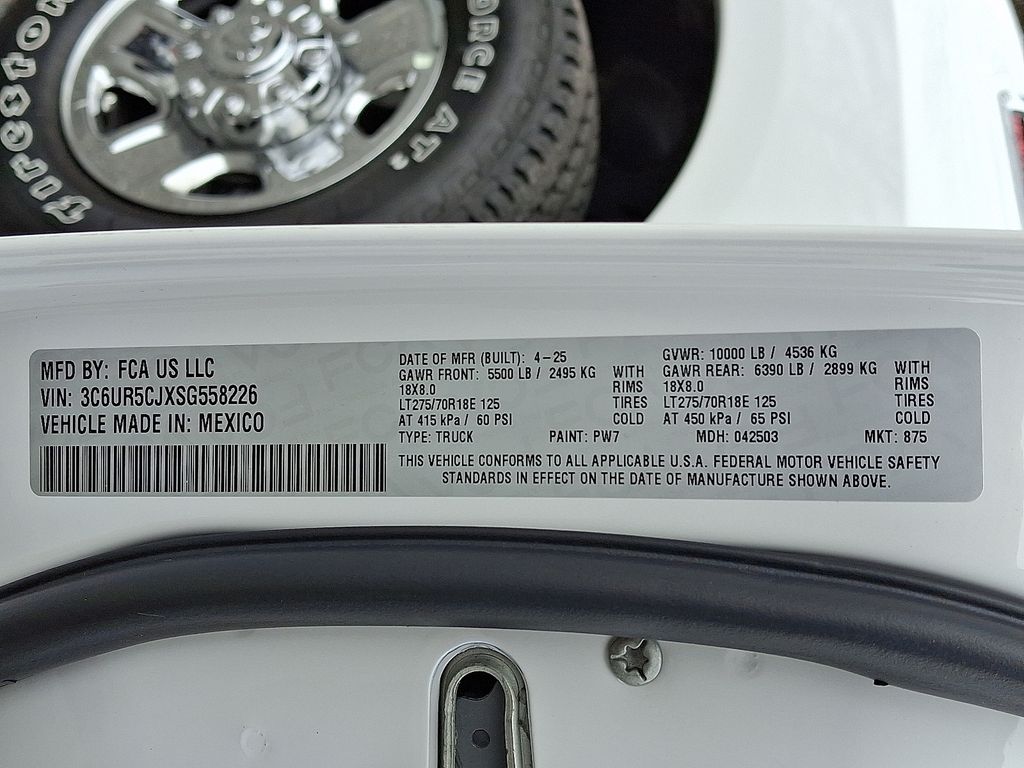 Firestone
FORCE AT2
MFD BY: FCA US LLC
VIN: 3C6UR5CJXSG558226
VEHICLE MADE IN: MEXICO
DATE OF MFR (BUILT): 4-25
GAWR FRONT: 5500 LB / 2495 KG WITH
18X8.0 RIMS
LT275/70R18E 125 TIRES
AT 415 kPa / 60 PSI COLD
GVWR: 10000 LB / 4536 KG
GAWR REAR: 6390 LB / 2899 KG WITH
18X8.0 RIMS
LT275/70R18E 125 TIRES
AT 450 kPa / 65 PSI COLD
TYPE: TRUCK PAINT: PW7 MDH: 042503 MKT: 875
THIS VEHICLE CONFORMS TO ALL APPLICABLE U.S.A. FEDERAL MOTOR VEHICLE SAFETY
STANDARDS IN EFFECT ON THE DATE OF MANUFACTURE SHOWN ABOVE.